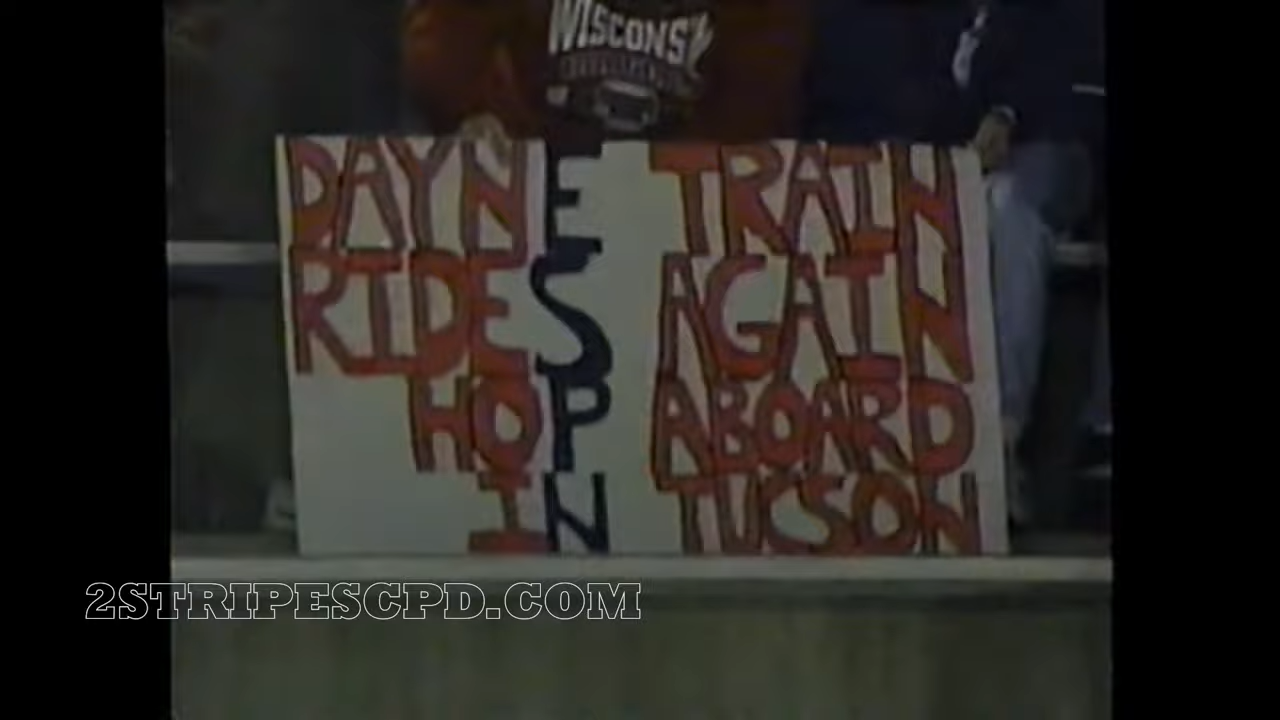 WISCONS
DAYNE TRAIN
RIDES AGAIN
HOP ABOARD
IN TUCSON
2STRIPESCPD.COM